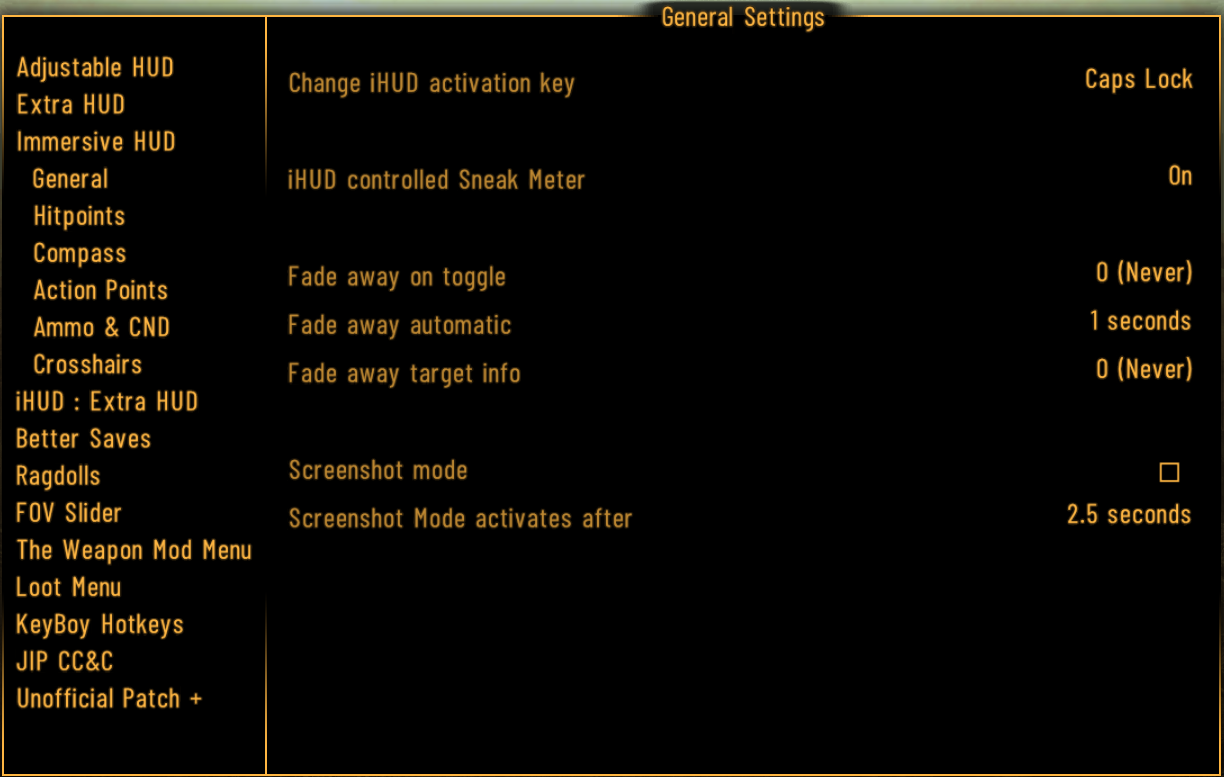 General Settings
Adjustable HUD
Extra HUD
Immersive HUD
General
Hitpoints
Compass
Action Points
Ammo & CND
Crosshairs
iHUD : Extra HUD
Better Saves
Ragdolls
FOV Slider
The Weapon Mod Menu
Loot Menu
KeyBoy Hotkeys
JIP CC&C
Unofficial Patch +
Change iHUD activation key Caps Lock
iHUD controlled Sneak Meter On
Fade away on toggle 0 (Never)
Fade away automatic 1 seconds
Fade away target info 0 (Never)
Screenshot mode
Screenshot Mode activates after 2.5 seconds